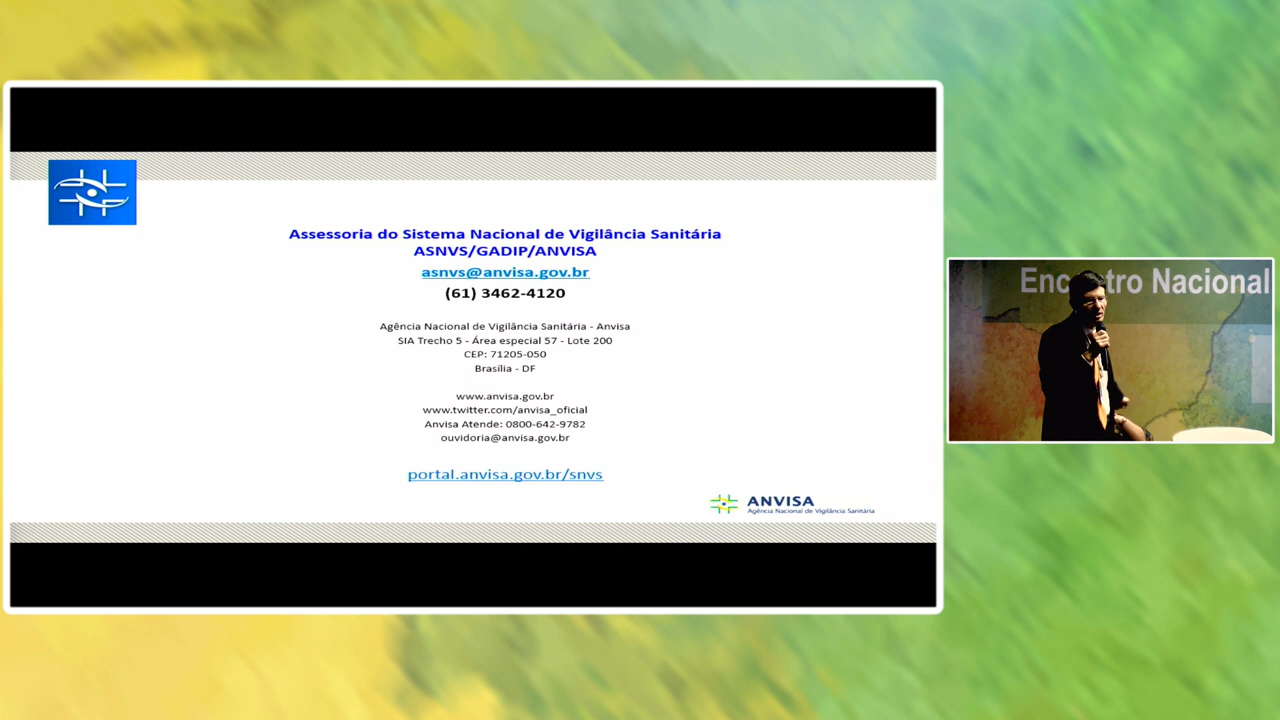 Assessoria do Sistema Nacional de Vigilância Sanitária
ASNVS/GADIP/ANVISA
asnvs@anvisa.gov.br
(61) 3462-4120
Agência Nacional de Vigilância Sanitária - Anvisa
SIA Trecho 5 - Área especial 57 - Lote 200
CEP: 71205-050
Brasília - DF
www.anvisa.gov.br
www.twitter.com/anvisa_oficial
Anvisa Atende: 0800-642-9782
ouvidoria@anvisa.gov.br
portal.anvisa.gov.br/snvs
ANVISA
Agência Nacional de Vigilância Sanitária
Enc tro Nacional